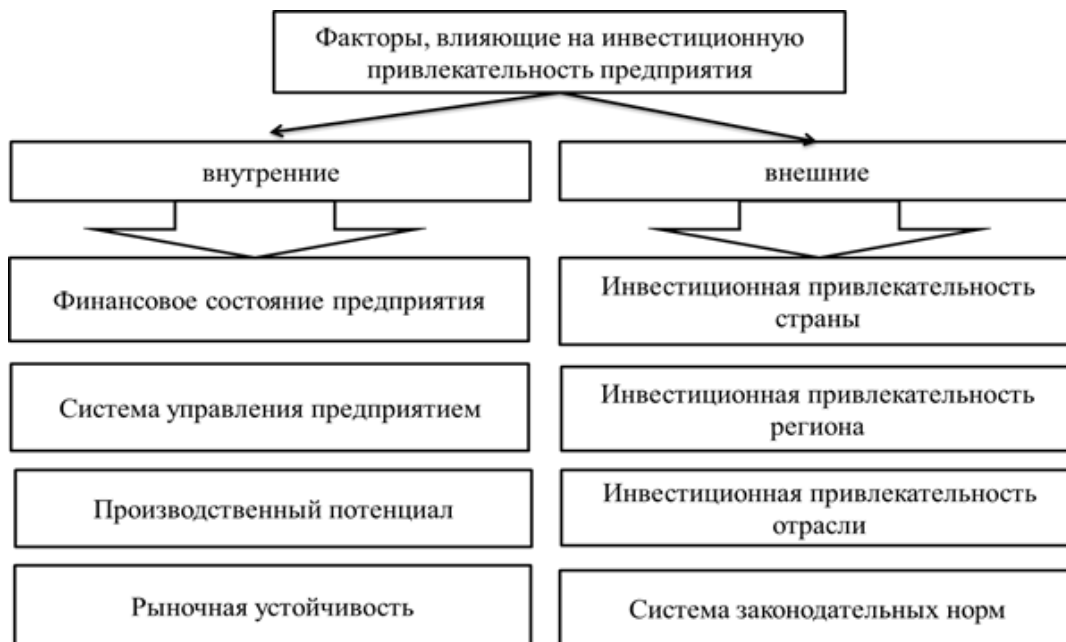 Факторы, влияющие на инвестиционную
привлекательность предприятия
внутренние
внешние
Финансовое состояние предприятия
Инвестиционная привлекательность
страны
Система управления предприятием
Инвестиционная привлекательность
региона
Производственный потенциал
Инвестиционная привлекательность
отрасли
Рыночная устойчивость
Система законодательных норм